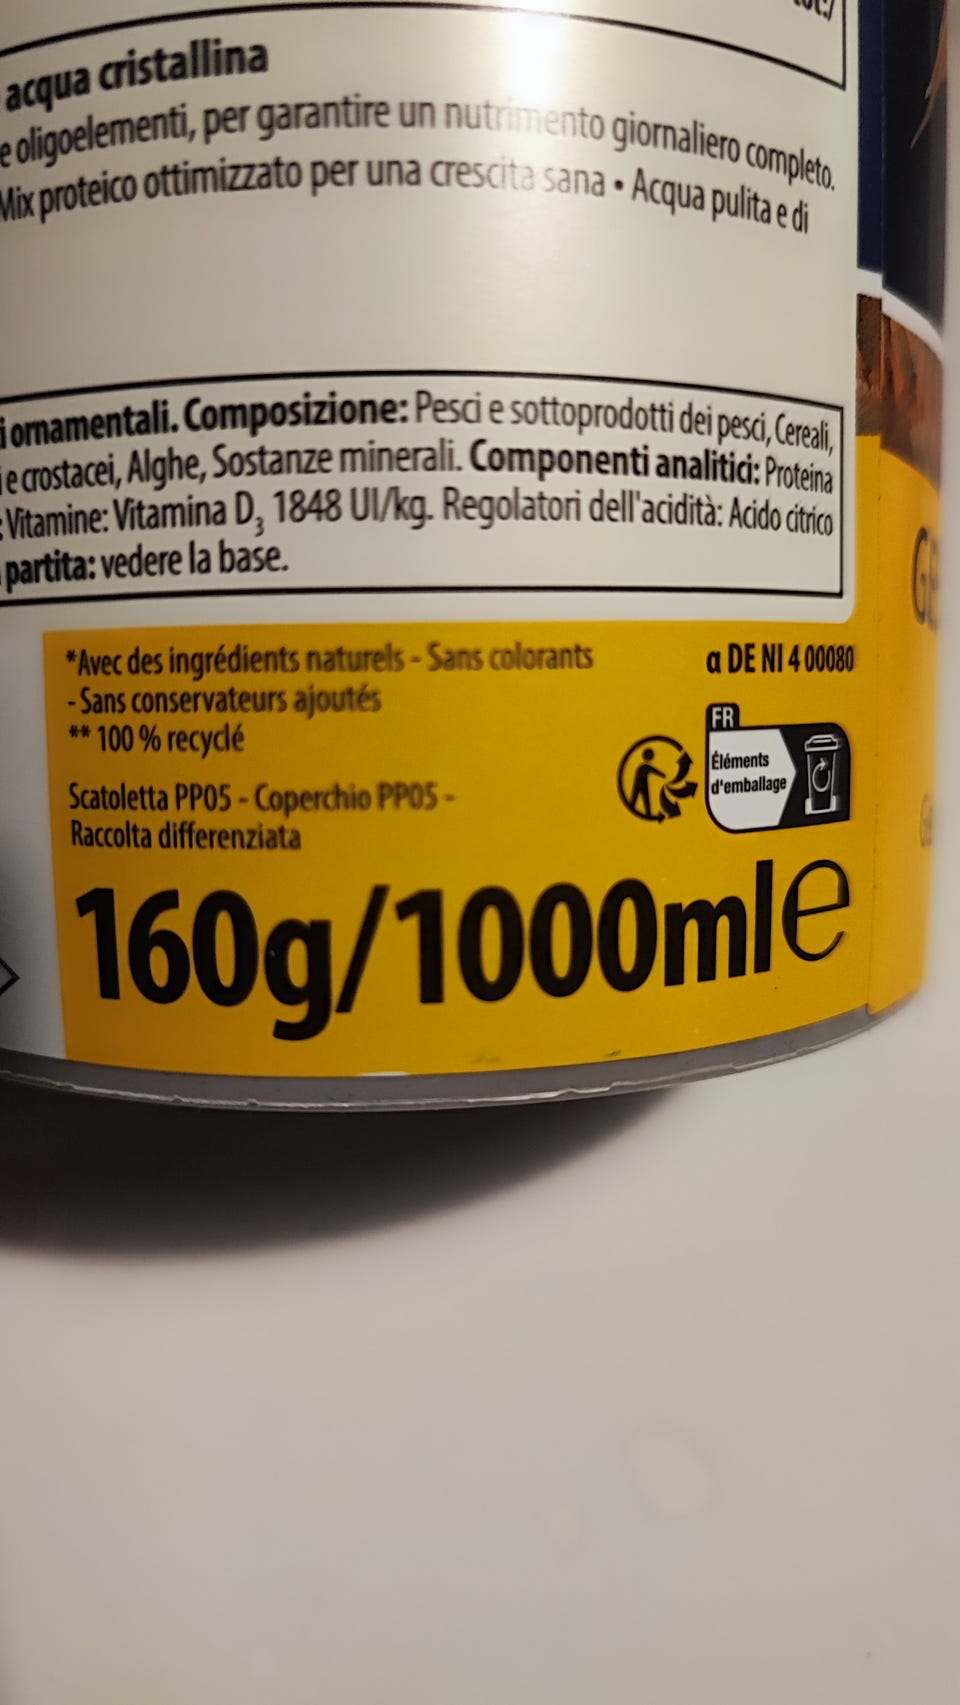 acqua cristallina
e oligoelementi, per garantire un nutrimento giornaliero completo.
Mix proteico ottimizzato per una crescita sana • Acqua pulita e di
ornamentali. Composizione: Pesci e sottoprodotti dei pesci, Cereali,
e crostacei, Alghe, Sostanze minerali. Componenti analitici: Proteina
Vitamine: Vitamina D₃ 1848 UI/kg. Regolatori dell'acidità: Acido citrico
partita: vedere la base.
*Avec des ingrédients naturels - Sans colorants
- Sans conservateurs ajoutés
** 100 % recyclé
α DE NI 4 00080
FR
Éléments
d'emballage
Scatoletta PP05 - Coperchio PP05 -
Raccolta differenziata
160g/1000ml℮